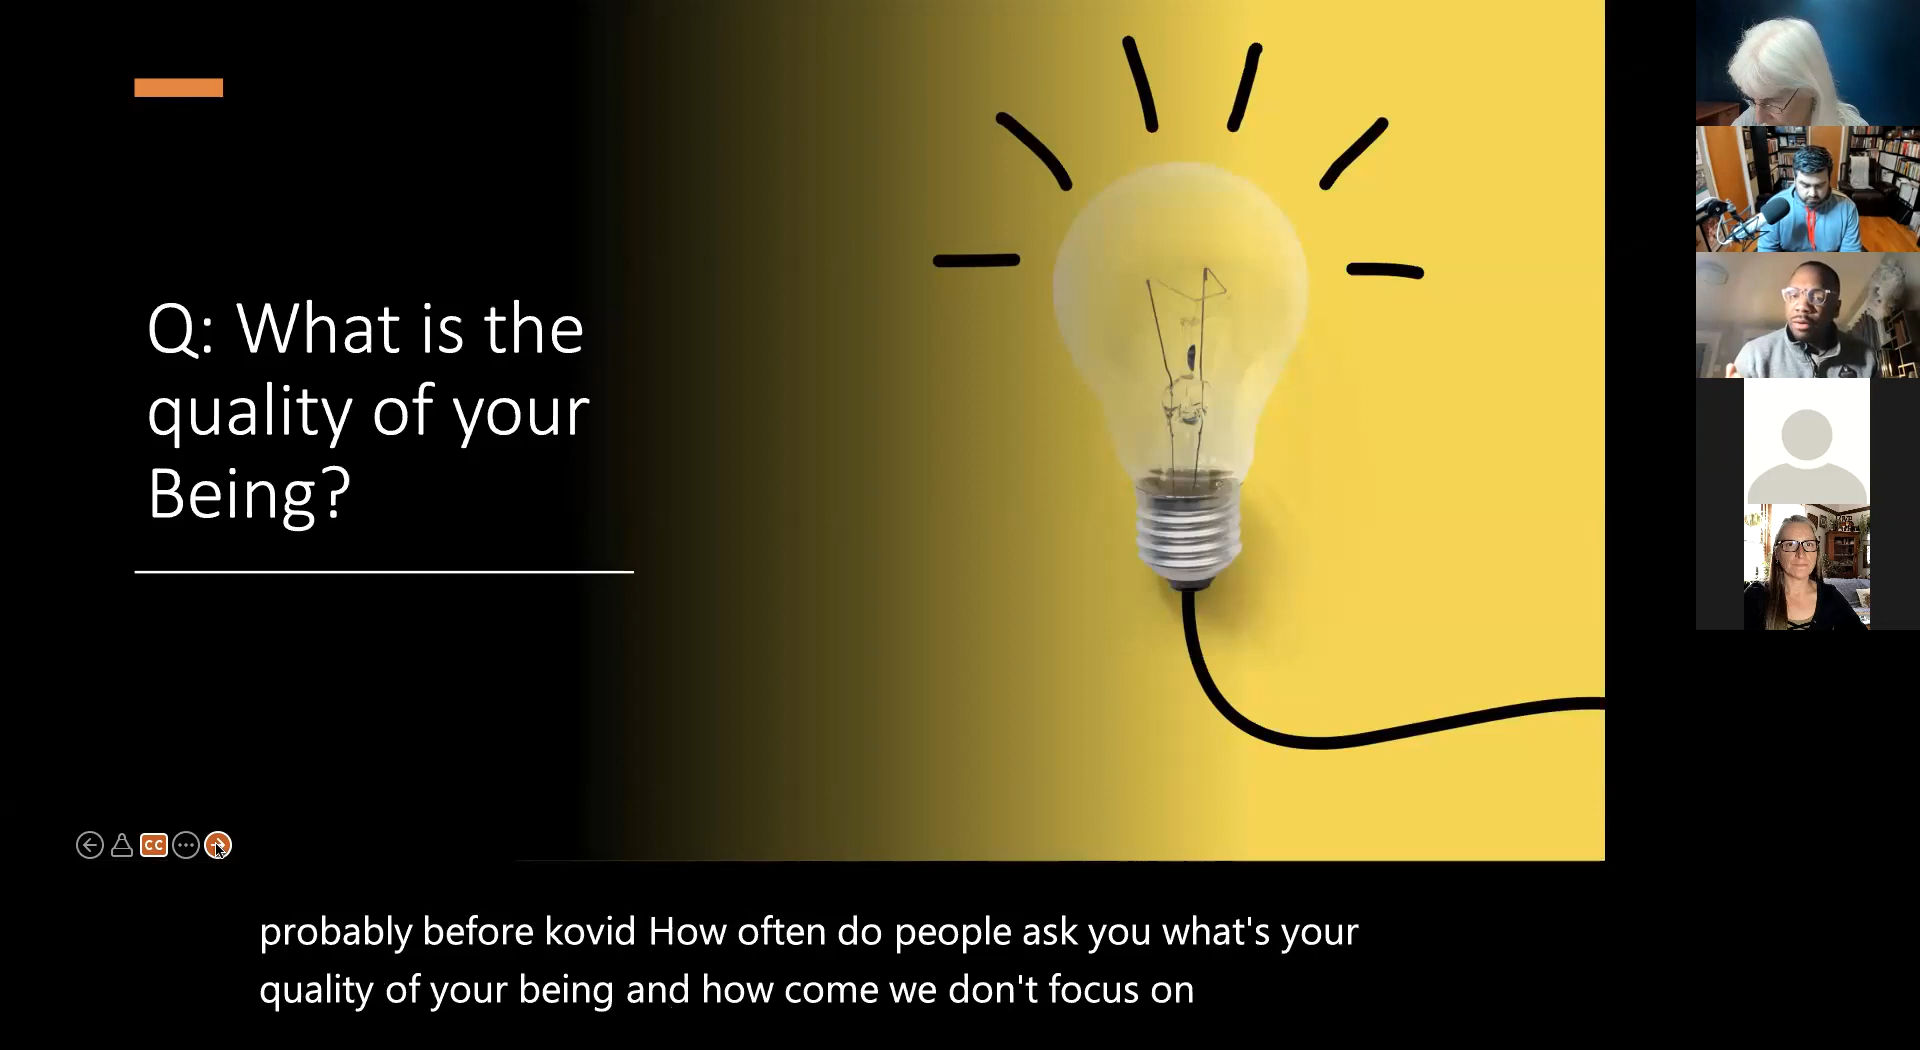 Q: What is the
quality of your
Being?
CC
probably before kovid How often do people ask you what's your
quality of your being and how come we don't focus on